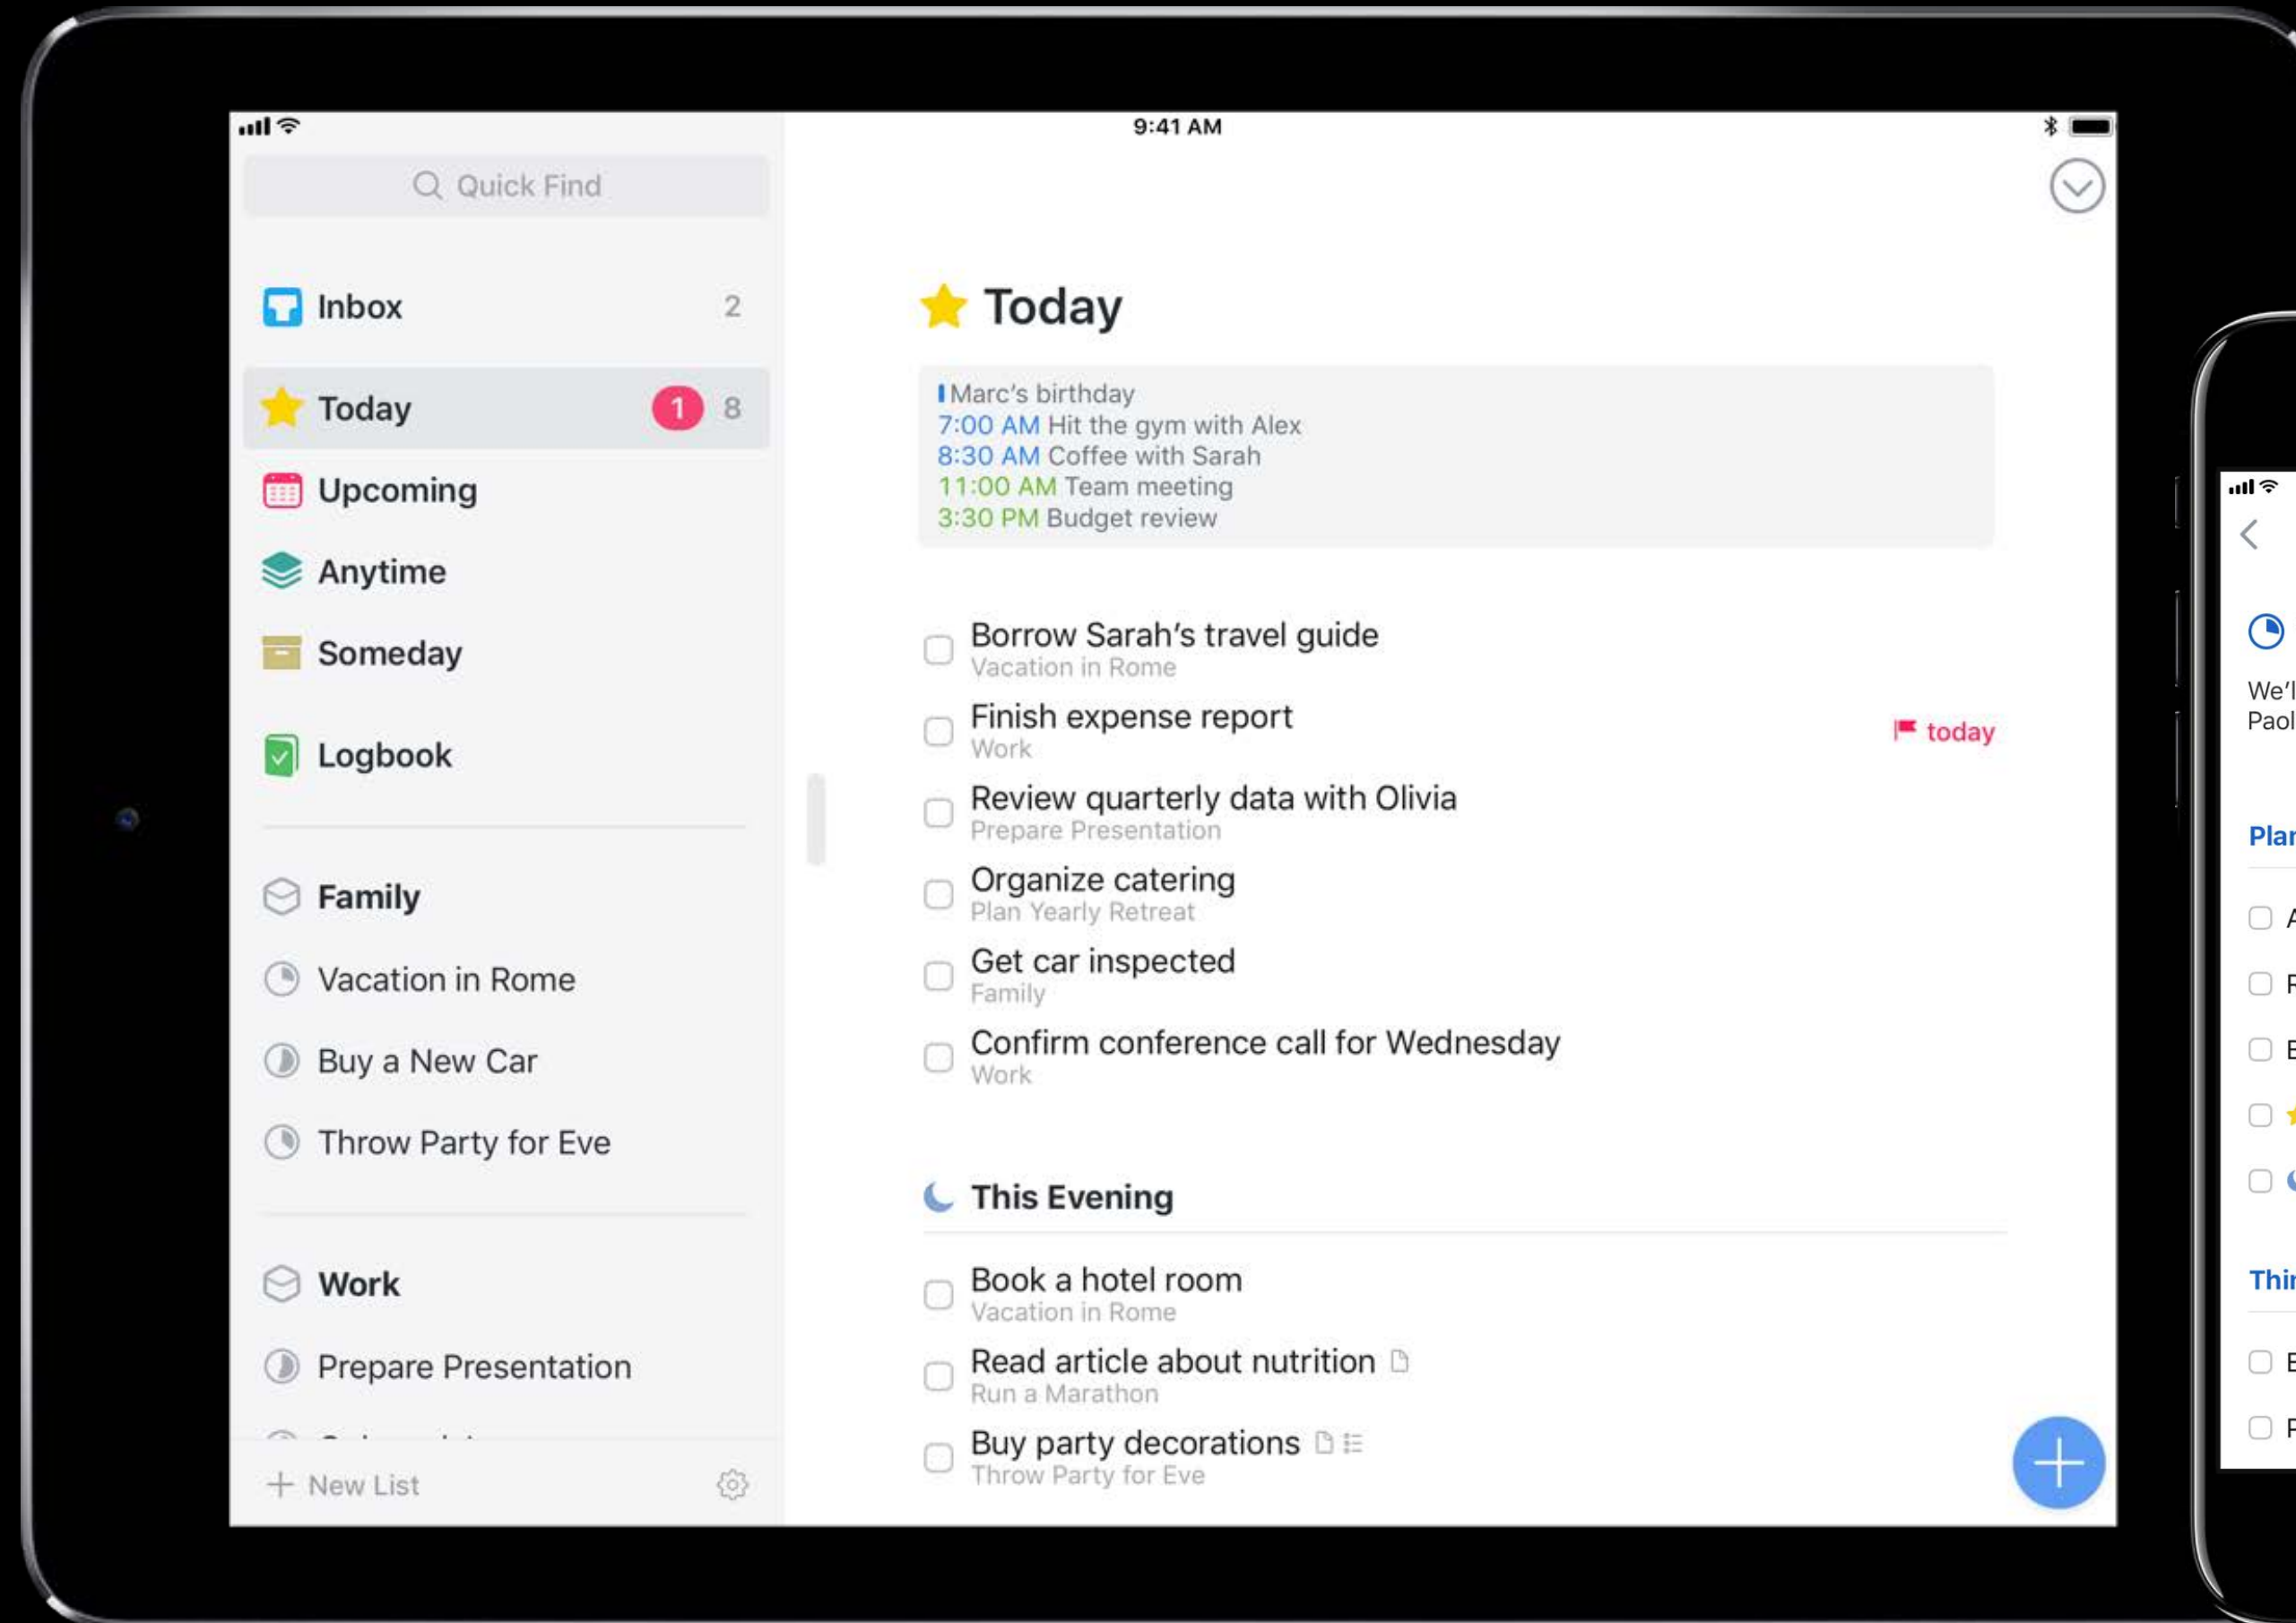 9:41 AM
Quick Find
Inbox 2
Today 1 8
Upcoming
Anytime
Someday
Logbook
Family
Vacation in Rome
Buy a New Car
Throw Party for Eve
Work
Prepare Presentation
+ New List
Today
Marc's birthday
7:00 AM Hit the gym with Alex
8:30 AM Coffee with Sarah
11:00 AM Team meeting
3:30 PM Budget review
Borrow Sarah's travel guide
Vacation in Rome
Finish expense report
Work
today
Review quarterly data with Olivia
Prepare Presentation
Organize catering
Plan Yearly Retreat
Get car inspected
Family
Confirm conference call for Wednesday
Work
This Evening
Book a hotel room
Vacation in Rome
Read article about nutrition
Run a Marathon
Buy party decorations
Throw Party for Eve